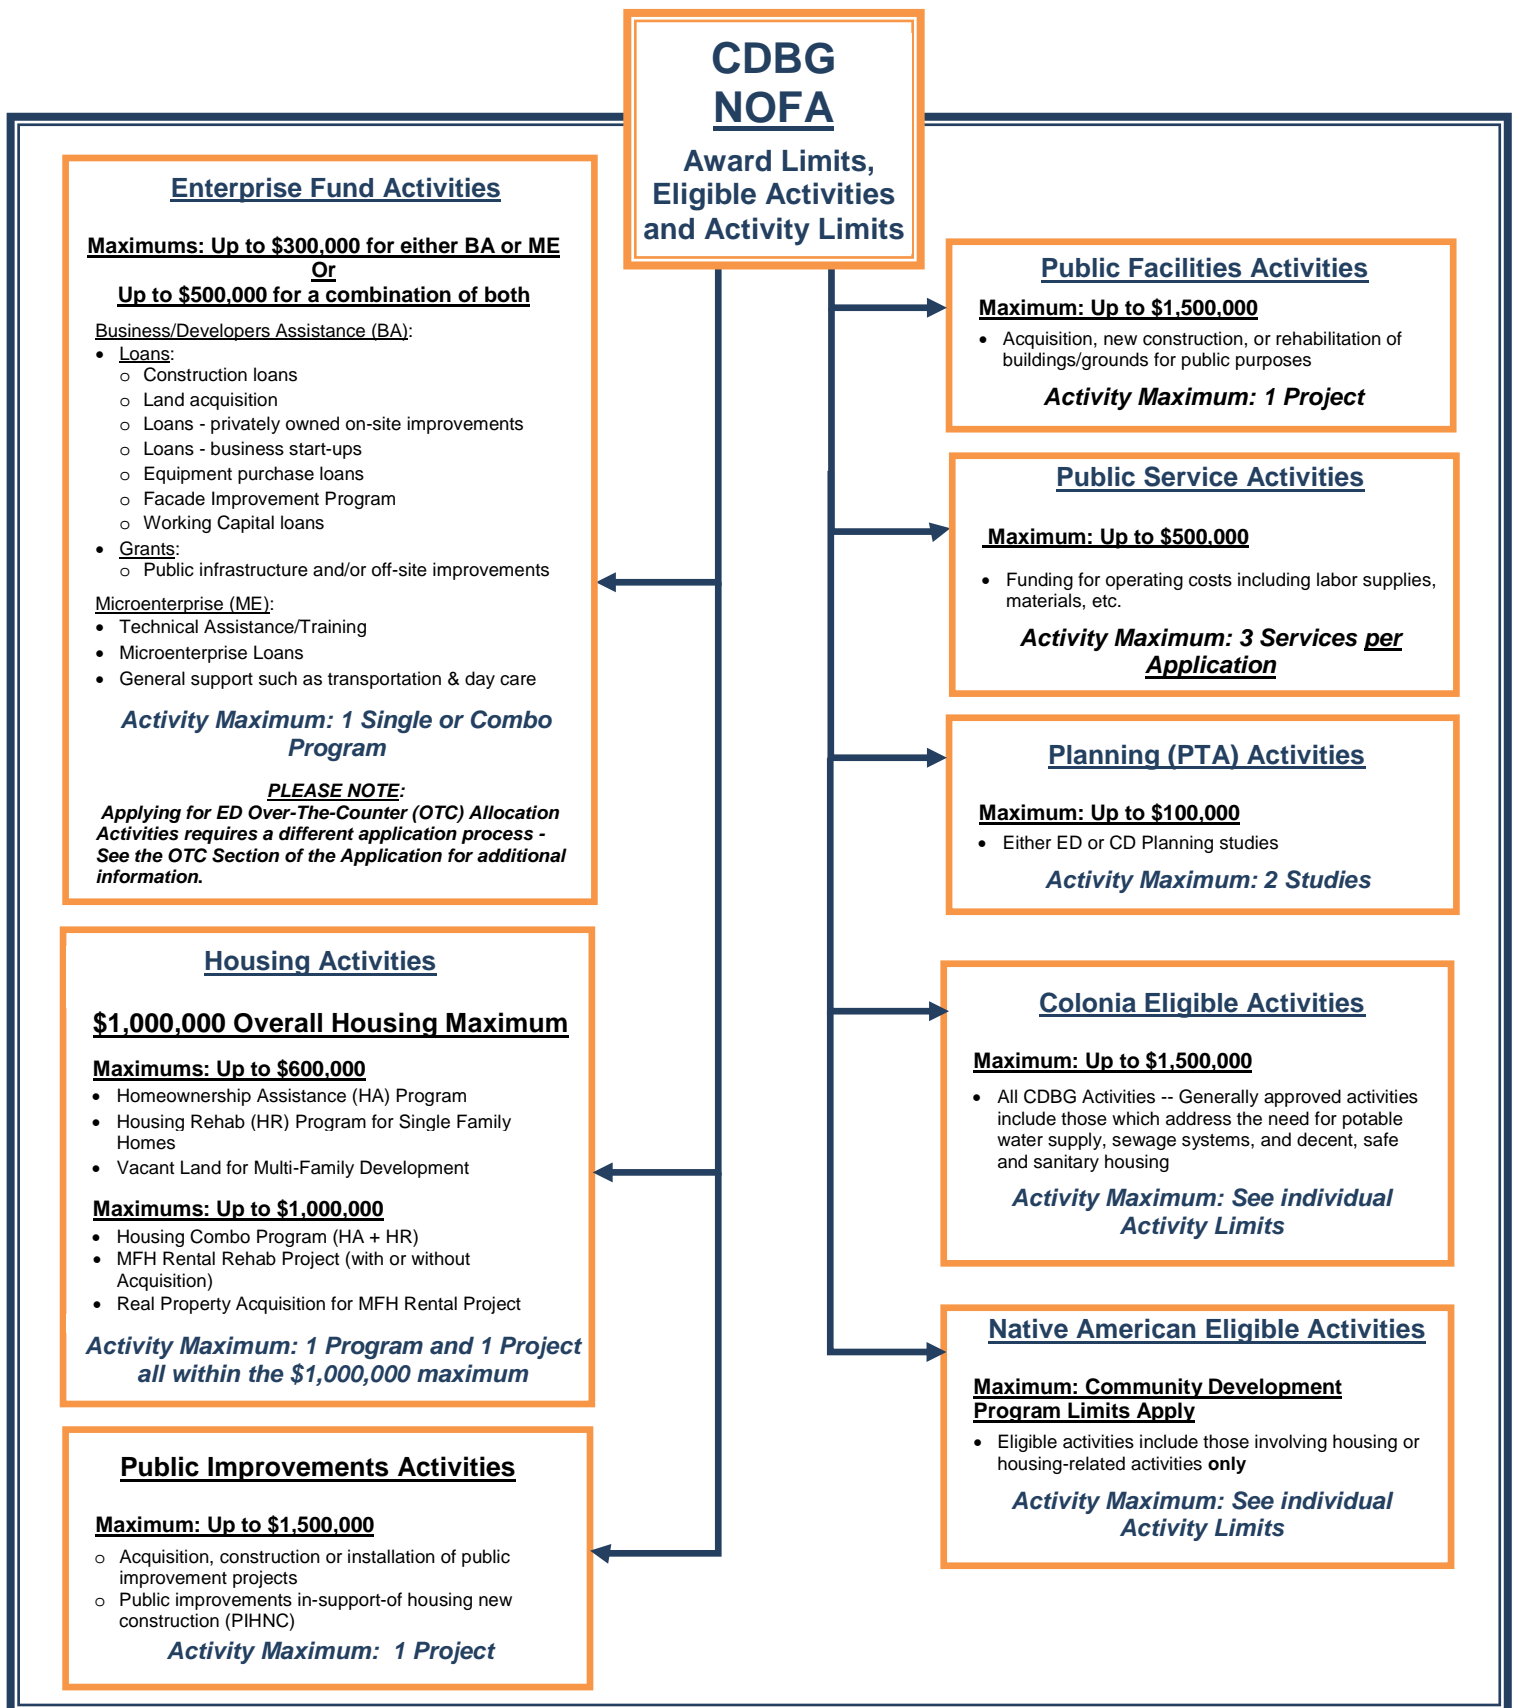 CDBG
NOFA
Award Limits,
Eligible Activities
and Activity Limits
Enterprise Fund Activities
Maximums: Up to $300,000 for either BA or ME
Or
Up to $500,000 for a combination of both
Business/Developers Assistance (BA):
• Loans:
o Construction loans
o Land acquisition
o Loans - privately owned on-site improvements
o Loans - business start-ups
o Equipment purchase loans
o Facade Improvement Program
o Working Capital loans
• Grants:
o Public infrastructure and/or off-site improvements
Microenterprise (ME):
• Technical Assistance/Training
• Microenterprise Loans
• General support such as transportation & day care
Activity Maximum: 1 Single or Combo
Program
PLEASE NOTE:
Applying for ED Over-The-Counter (OTC) Allocation
Activities requires a different application process -
See the OTC Section of the Application for additional
information.
Housing Activities
$1,000,000 Overall Housing Maximum
Maximums: Up to $600,000
• Homeownership Assistance (HA) Program
• Housing Rehab (HR) Program for Single Family
Homes
• Vacant Land for Multi-Family Development
Maximums: Up to $1,000,000
• Housing Combo Program (HA + HR)
• MFH Rental Rehab Project (with or without
Acquisition)
• Real Property Acquisition for MFH Rental Project
Activity Maximum: 1 Program and 1 Project
all within the $1,000,000 maximum
Public Improvements Activities
Maximum: Up to $1,500,000
o Acquisition, construction or installation of public
improvement projects
o Public improvements in-support-of housing new
construction (PIHNC)
Activity Maximum: 1 Project
Public Facilities Activities
Maximum: Up to $1,500,000
• Acquisition, new construction, or rehabilitation of
buildings/grounds for public purposes
Activity Maximum: 1 Project
Public Service Activities
Maximum: Up to $500,000
• Funding for operating costs including labor supplies,
materials, etc.
Activity Maximum: 3 Services per
Application
Planning (PTA) Activities
Maximum: Up to $100,000
• Either ED or CD Planning studies
Activity Maximum: 2 Studies
Colonia Eligible Activities
Maximum: Up to $1,500,000
• All CDBG Activities -- Generally approved activities
include those which address the need for potable
water supply, sewage systems, and decent, safe
and sanitary housing
Activity Maximum: See individual
Activity Limits
Native American Eligible Activities
Maximum: Community Development
Program Limits Apply
• Eligible activities include those involving housing or
housing-related activities only
Activity Maximum: See individual
Activity Limits